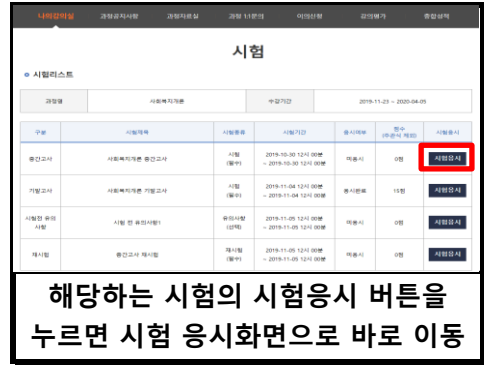 나의강의실 과정공지사항 과정자료실 과정 1:1문의 이의신청 강의평가 종합성적
시험
시험리스트
과정명 사회복지개론 수강기간 2019-11-23 ~ 2020-04-05
구분 시험제목 시험종류 시험기간 응시여부 점수 (주관식 제외) 시험응시
중간고사 사회복지개론 중간고사 시험 (필수) 2019-10-30 12시 00분 ~ 2019-10-30 12시 00분 미응시 0점 시험응시
기말고사 사회복지개론 기말고사 시험 (필수) 2019-11-04 12시 00분 ~ 2019-11-04 12시 00분 응시완료 15점 시험응시
시험전 유의사항 시험 전 유의사항! 유의사항 (선택) 2019-11-05 12시 00분 ~ 2019-11-05 12시 00분 미응시 0점 시험응시
재시험 중간고사 재시험 재시험 (필수) 2019-11-05 12시 00분 ~ 2019-11-05 12시 00분 미응시 0점 시험응시
해당하는 시험의 시험응시 버튼을
누르면 시험 응시화면으로 바로 이동